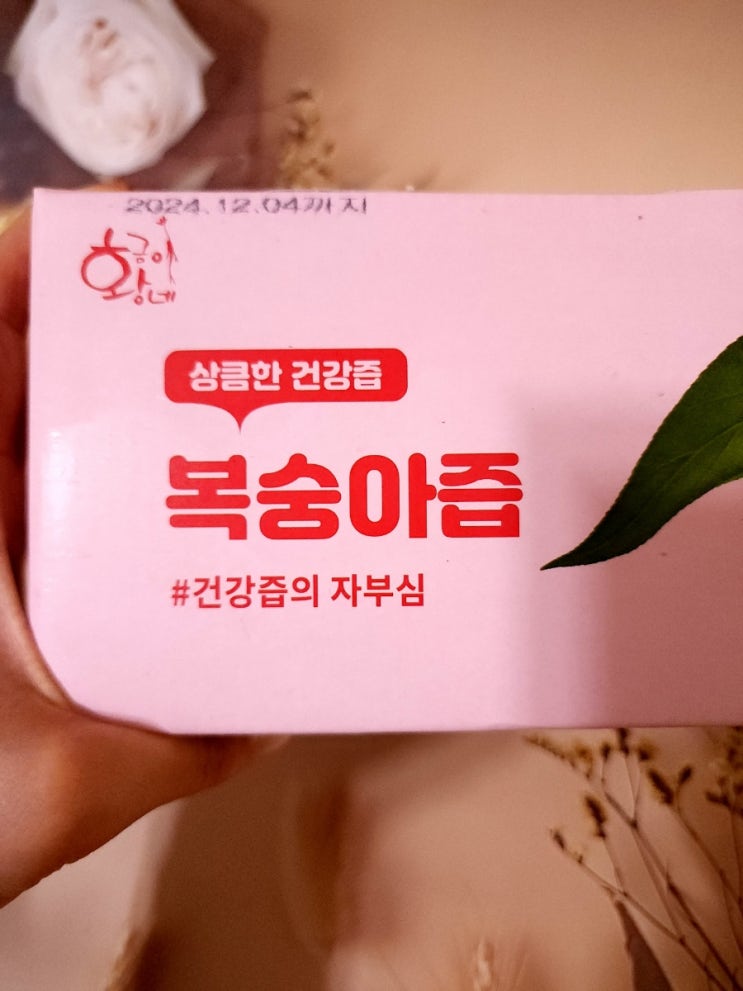 2024.12.04까지
황금이네
상큼한 건강즙
복숭아즙
#건강즙의 자부심